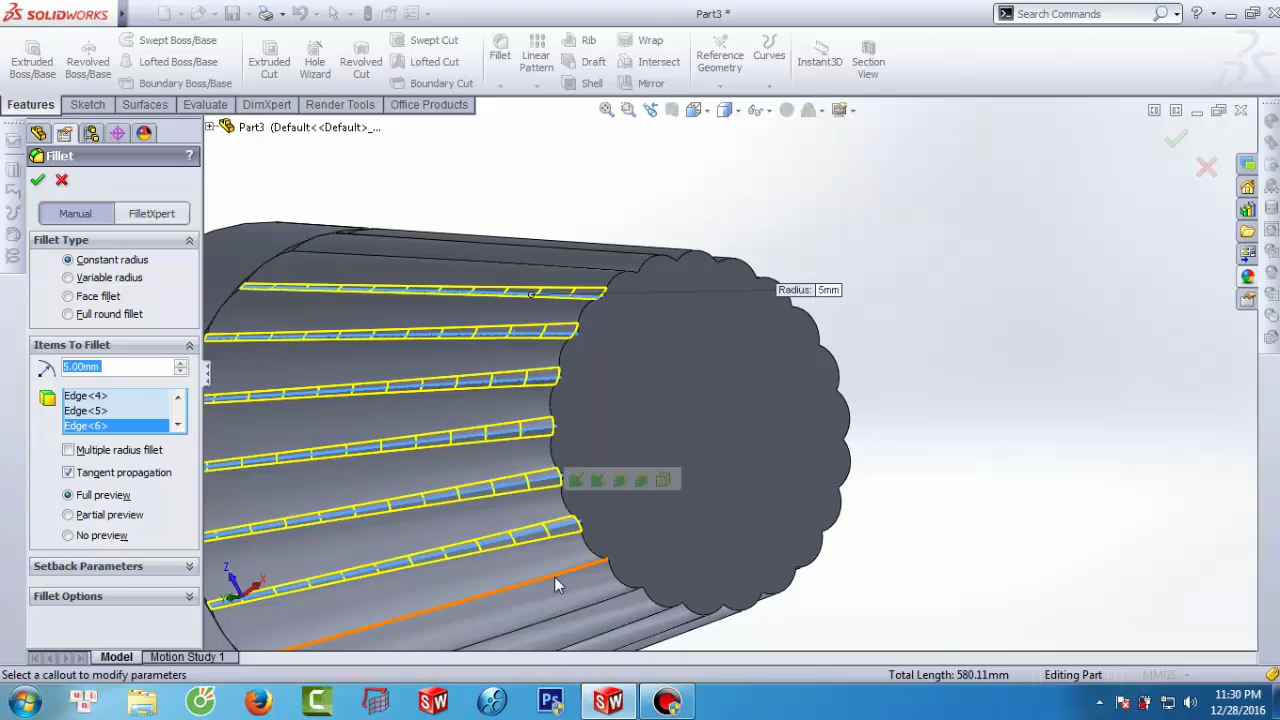 SOLIDWORKS
Part3 *
Search Commands
Extruded Boss/Base
Revolved Boss/Base
Swept Boss/Base
Lofted Boss/Base
Boundary Boss/Base
Extruded Cut
Hole Wizard
Revolved Cut
Swept Cut
Lofted Cut
Boundary Cut
Fillet
Linear Pattern
Rib
Draft
Shell
Wrap
Intersect
Mirror
Reference Geometry
Curves
Instant3D
Section View
Features
Sketch
Surfaces
Evaluate
DimXpert
Render Tools
Office Products
Part3 (Default<<Default>_...
Fillet
?
Manual
FilletXpert
Fillet Type
Constant radius
Variable radius
Face fillet
Full round fillet
Items To Fillet
5.00mm
Edge<4>
Edge<5>
Edge<6>
Multiple radius fillet
Tangent propagation
Full preview
Partial preview
No preview
Setback Parameters
Fillet Options
Radius: 5mm
Z
X
Model
Motion Study 1
Select a callout to modify parameters
Total Length: 580.11mm
Editing Part
MMGS
11:30 PM
12/28/2016